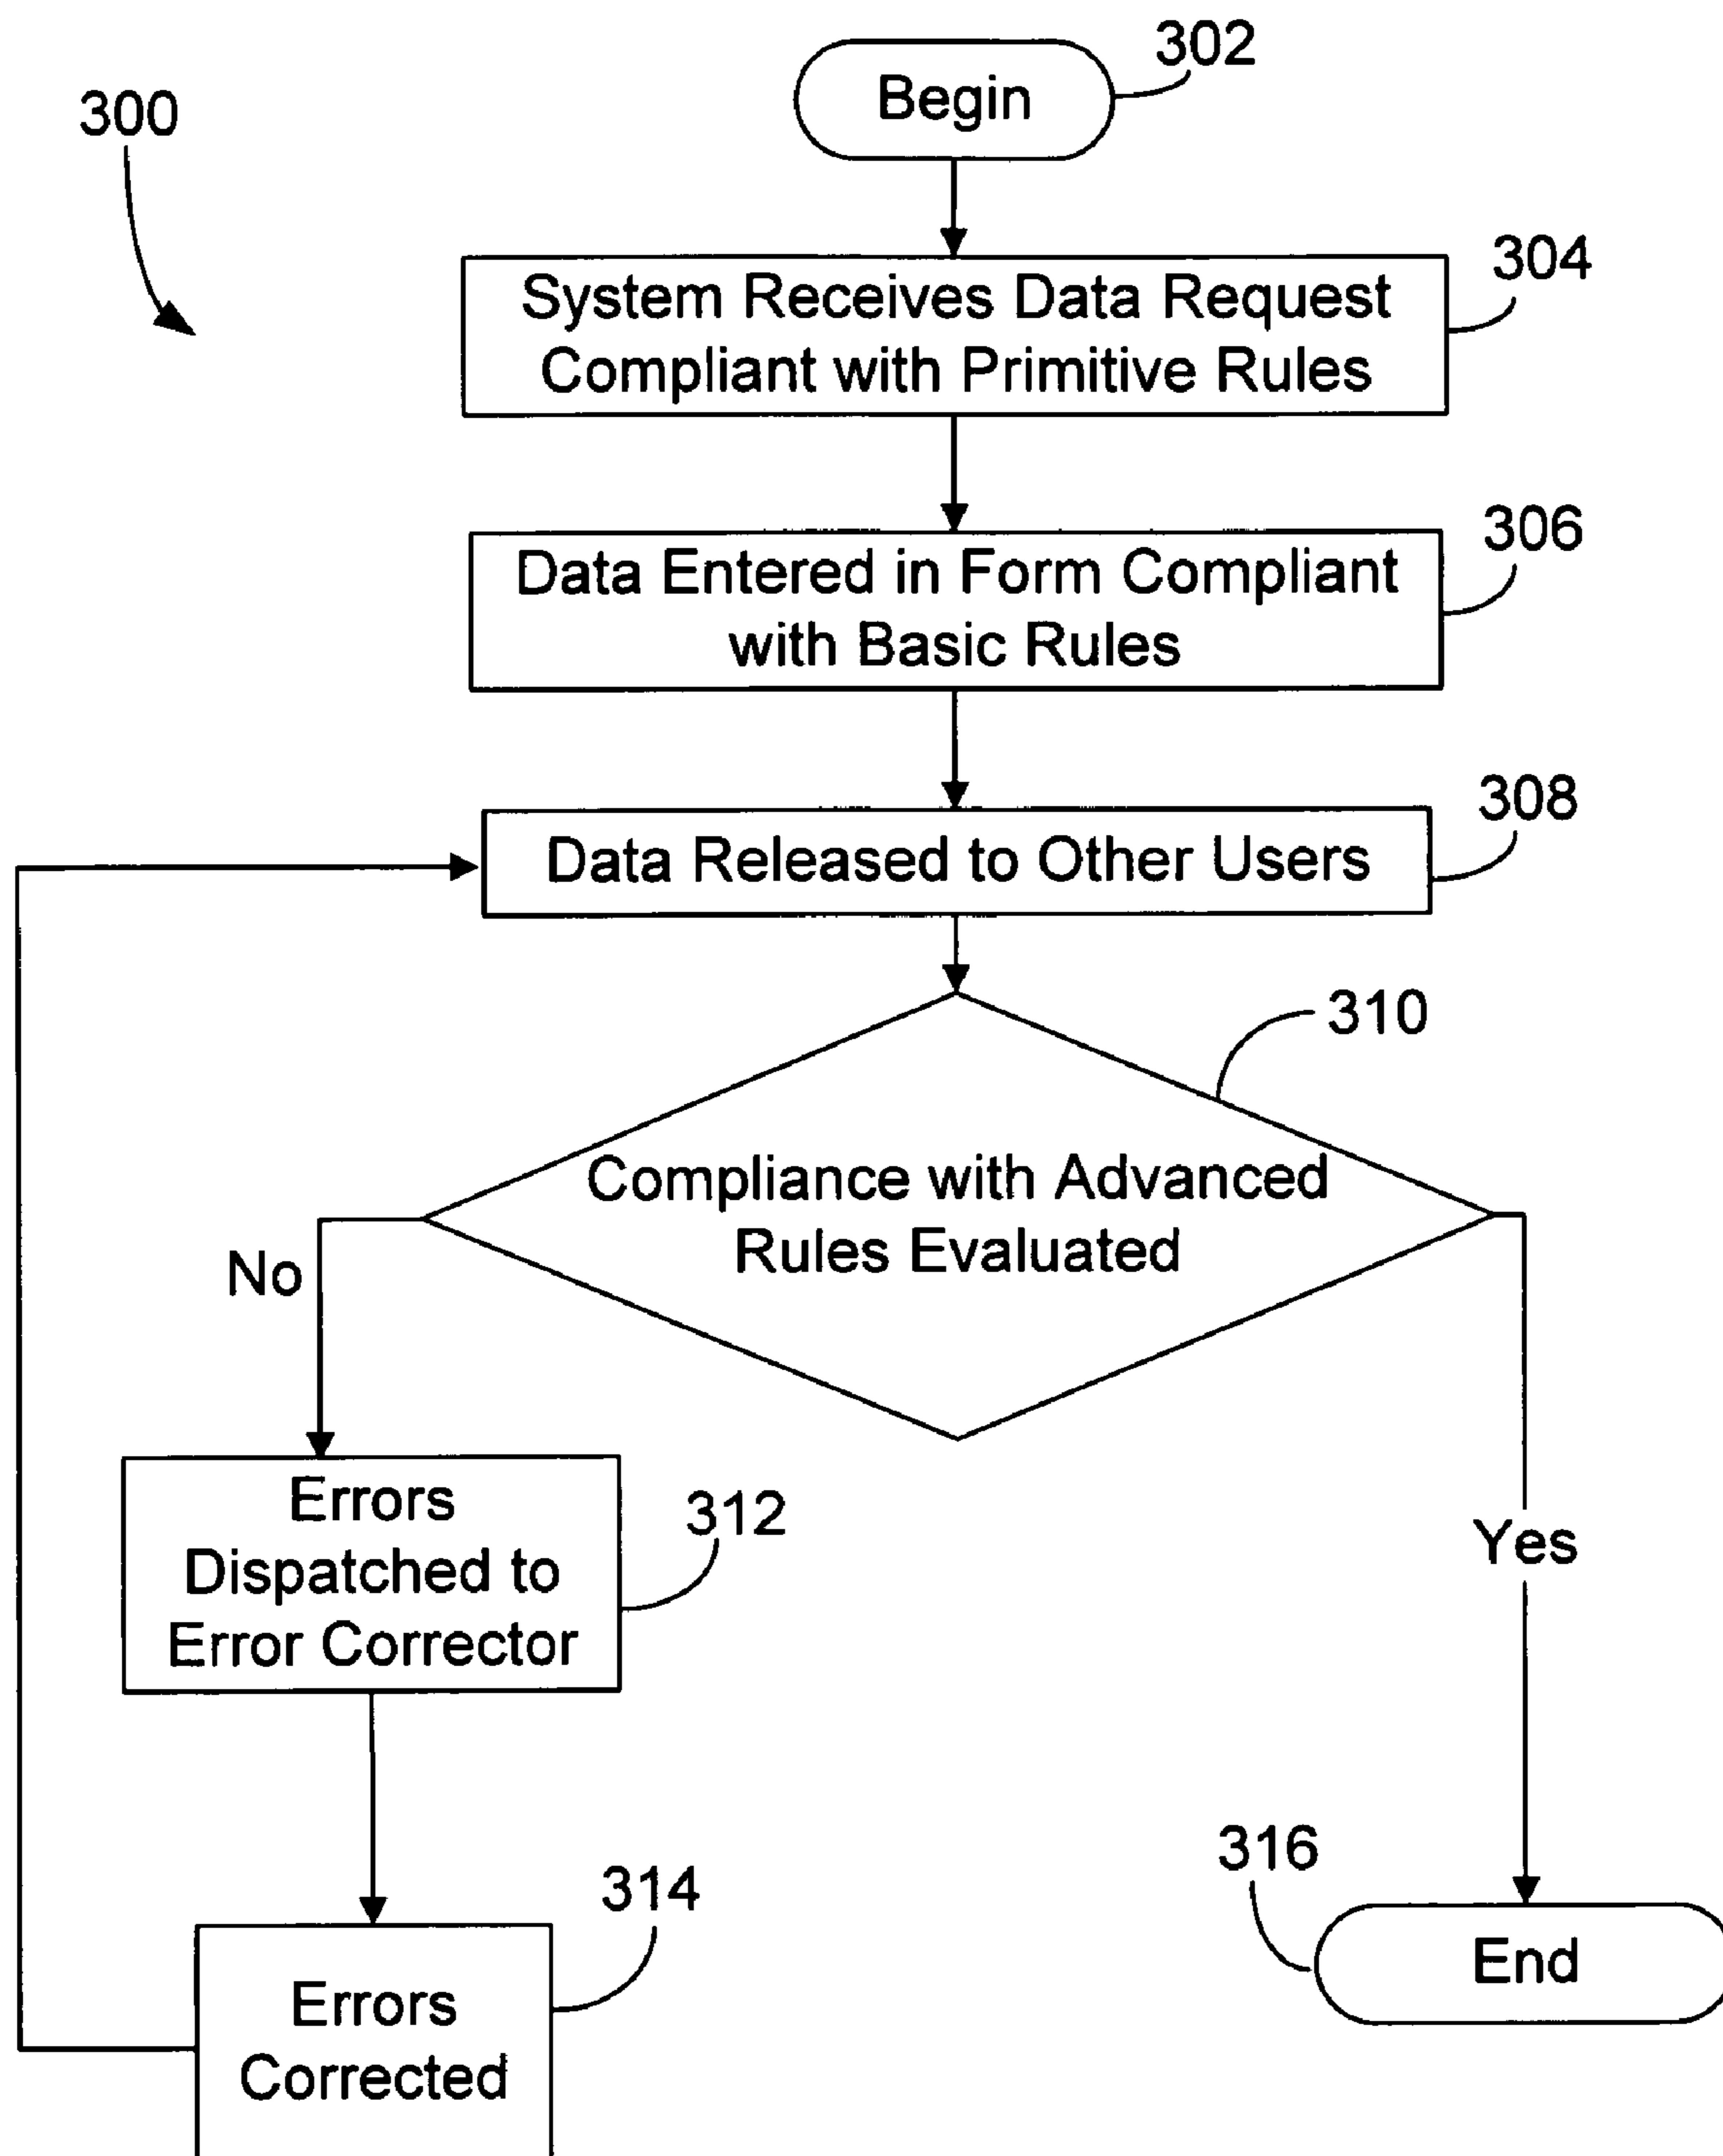 302
Begin
300
304
System Receives Data Request
Compliant with Primitive Rules
306
Data Entered in Form Compliant
with Basic Rules
308
Data Released to Other Users
310
Compliance with Advanced
Rules Evaluated
No
Yes
Errors
Dispatched to
Error Corrector
312
314
Errors
Corrected
316
End